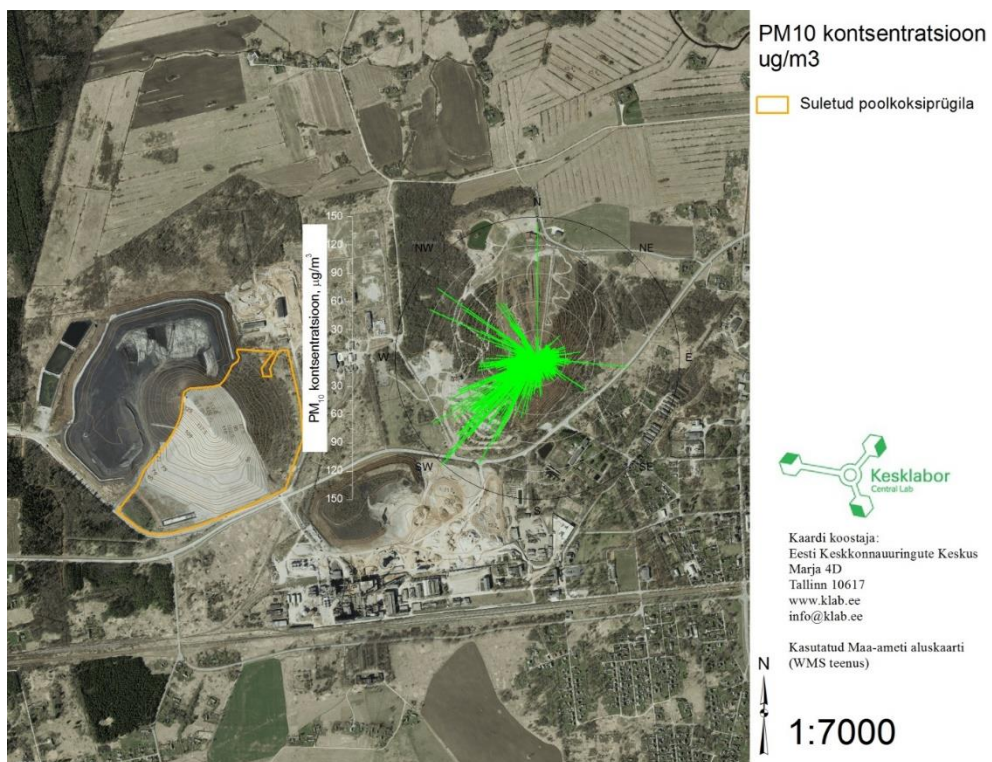 PM10 kontsentratsioon
ug/m3
Suletud poolkoksiprügila
N
NE
E
SE
S
SW
W
NW
150
120
90
60
30
30
60
90
120
150
PM10 kontsentratsioon, µg/m³
Kesklabor
Central Lab
Kaardi koostaja:
Eesti Keskkonnauuringute Keskus
Marja 4D
Tallinn 10617
www.klab.ee
info@klab.ee
Kasutatud Maa-ameti aluskaarti
(WMS teenus)
N
1:7000